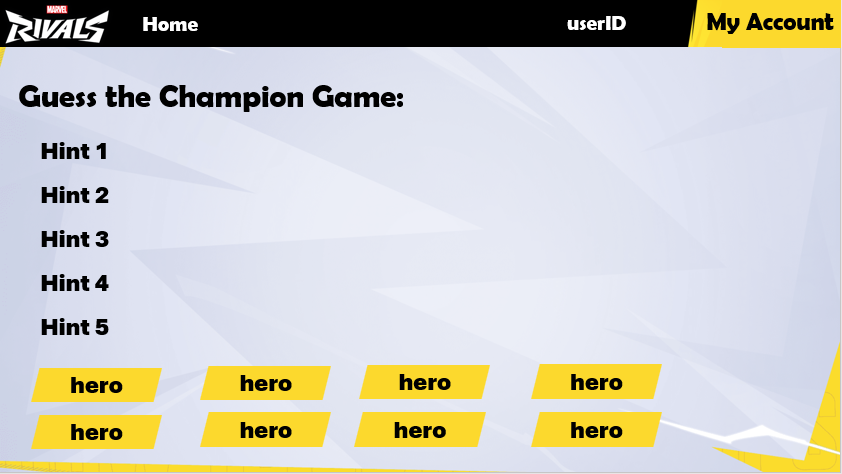 MARVEL
RIVALS
Home
userID
My Account
Guess the Champion Game:
Hint 1
Hint 2
Hint 3
Hint 4
Hint 5
hero hero hero hero
hero hero hero hero